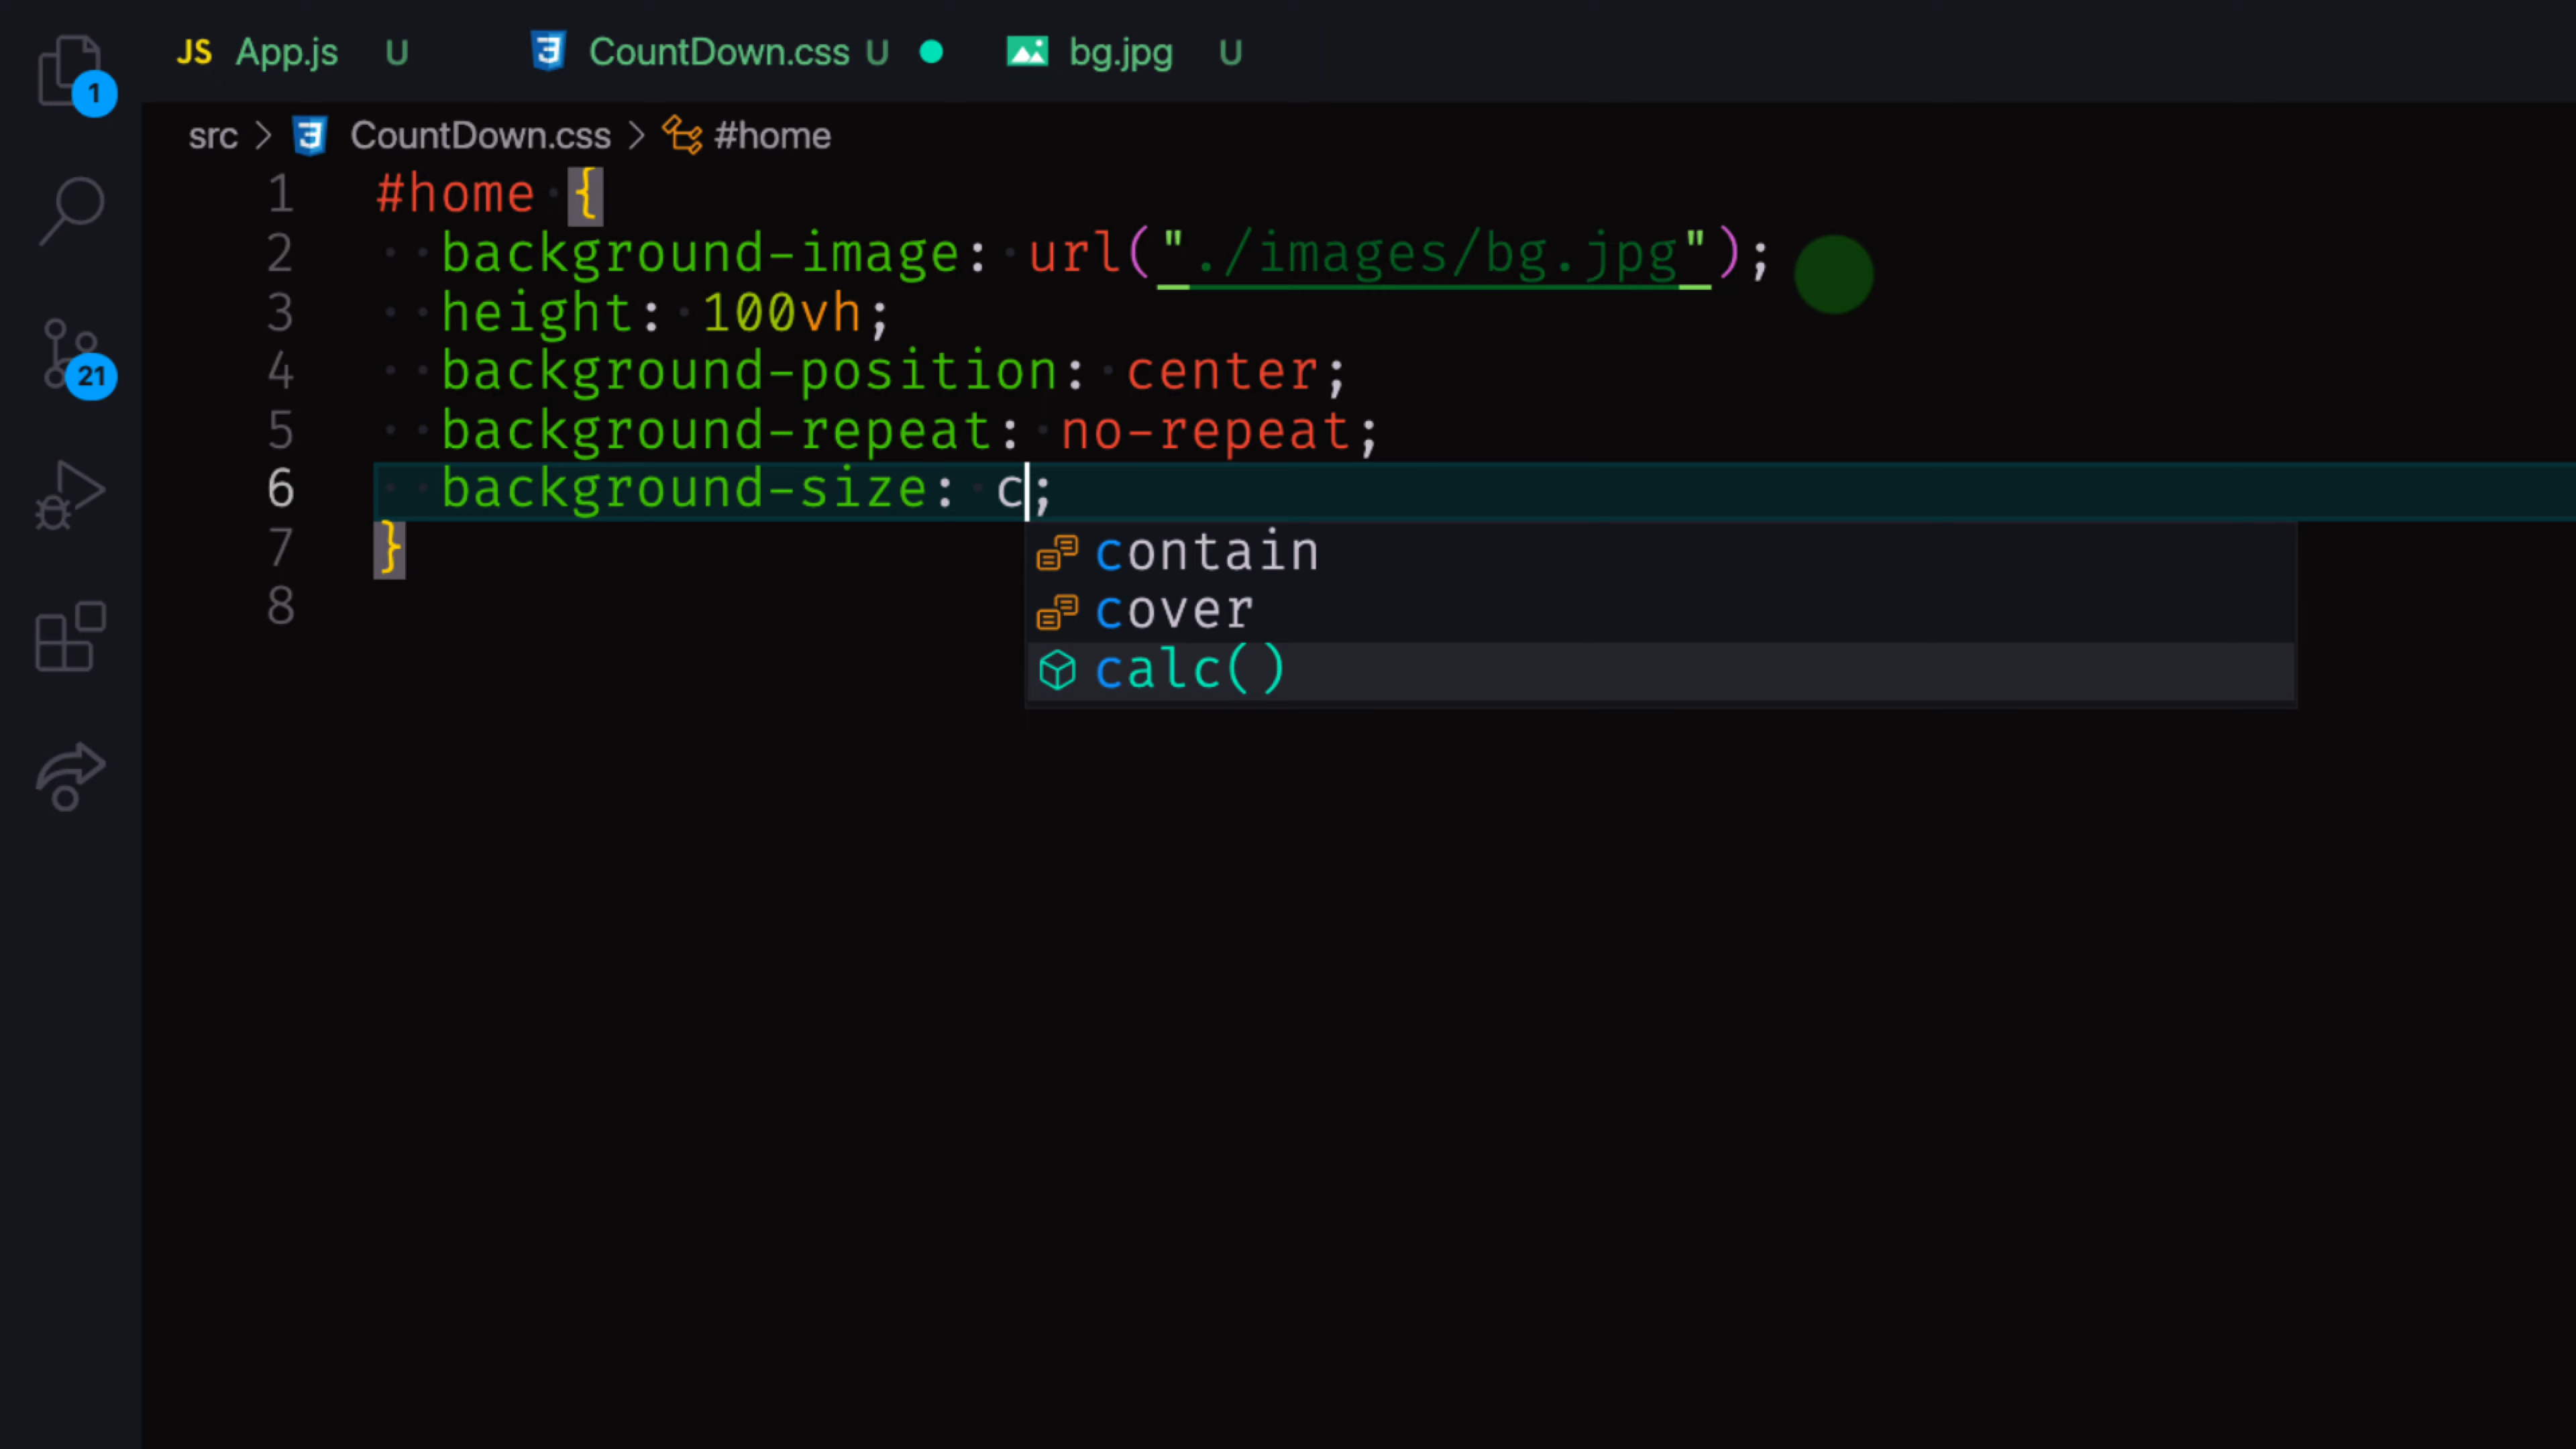 JS App.js U CountDown.css U bg.jpg U
1
src > CountDown.css > #home
1 #home {
2 background-image: url("./images/bg.jpg");
3 height: 100vh;
4 background-position: center;
5 background-repeat: no-repeat;
6 background-size: c;
7 }
contain
8
cover
calc()
21